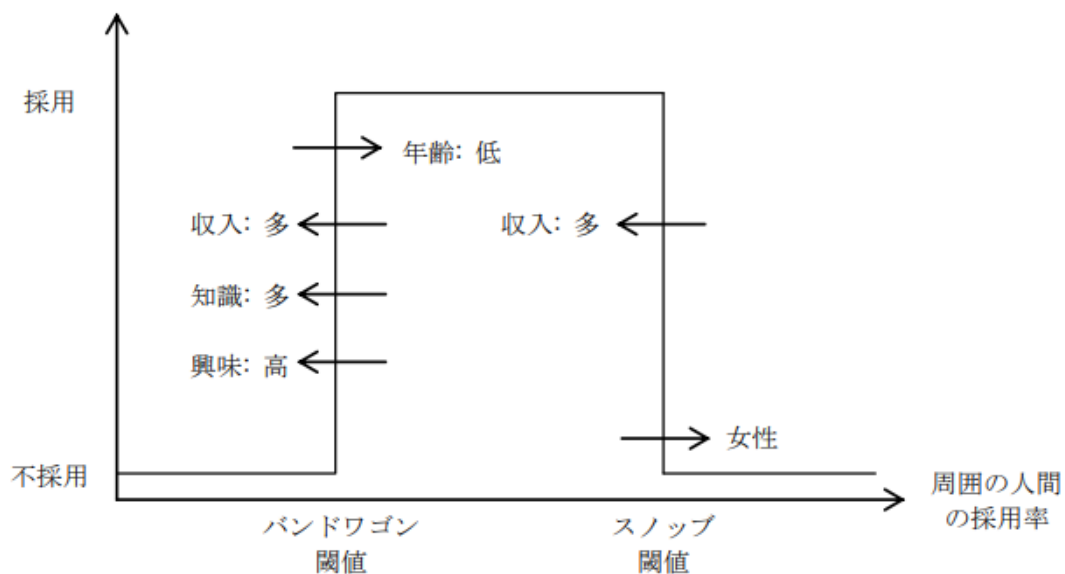 採用
年齢: 低
収入: 多
収入: 多
知識: 多
興味: 高
女性
不採用
周囲の人間
の採用率
バンドワゴン
閾値
スノッブ
閾値